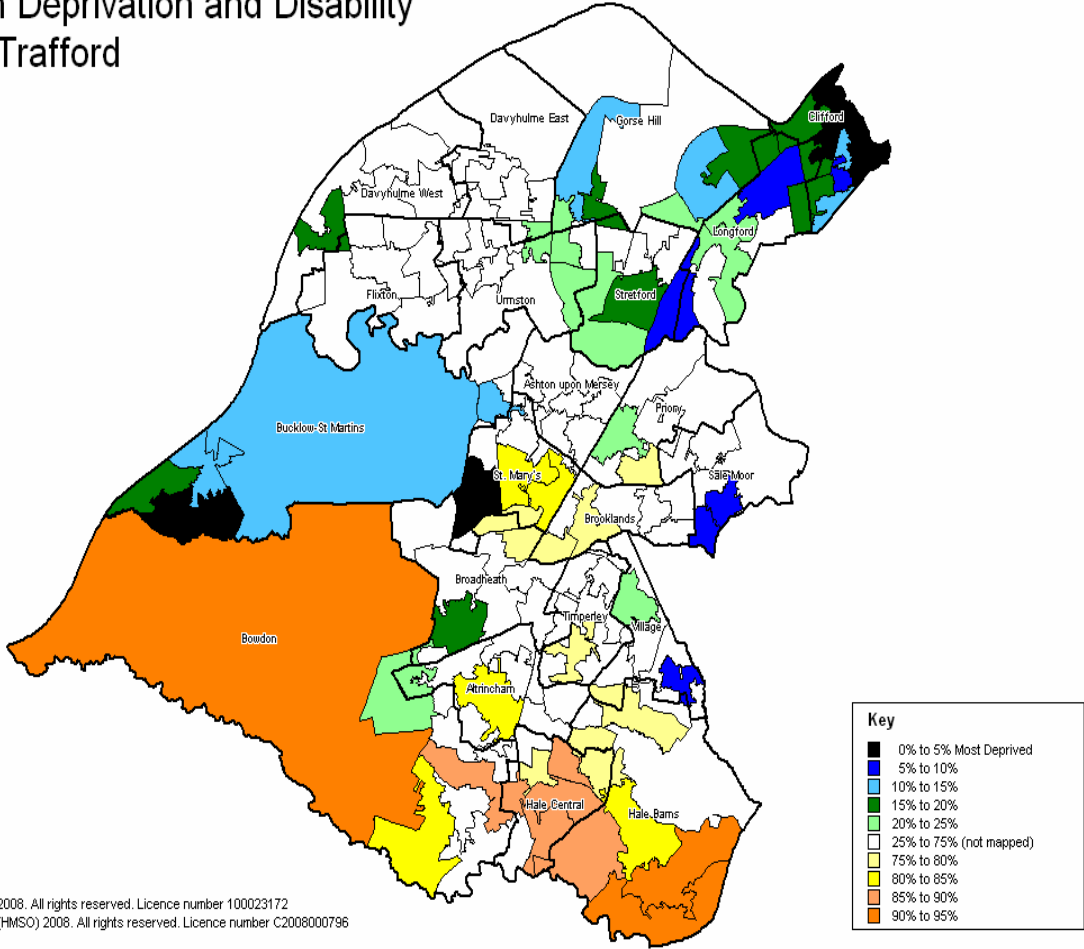 Deprivation and Disability
Trafford
Davyhulme East
Gorse Hill
Clifford
Davyhulme West
Longford
Flixton
Urmston
Stretford
Ashton upon Mersey
Priory
Bucklow-St Martins
St. Mary's
Sale Moor
Brooklands
Broadheath
Timperley
Village
Bowdon
Altrincham
Hale Central
Hale Barns
Key
0% to 5% Most Deprived
5% to 10%
10% to 15%
15% to 20%
20% to 25%
25% to 75% (not mapped)
75% to 80%
80% to 85%
85% to 90%
90% to 95%
2008. All rights reserved. Licence number 100023172
(HMSO) 2008. All rights reserved. Licence number C2008000796